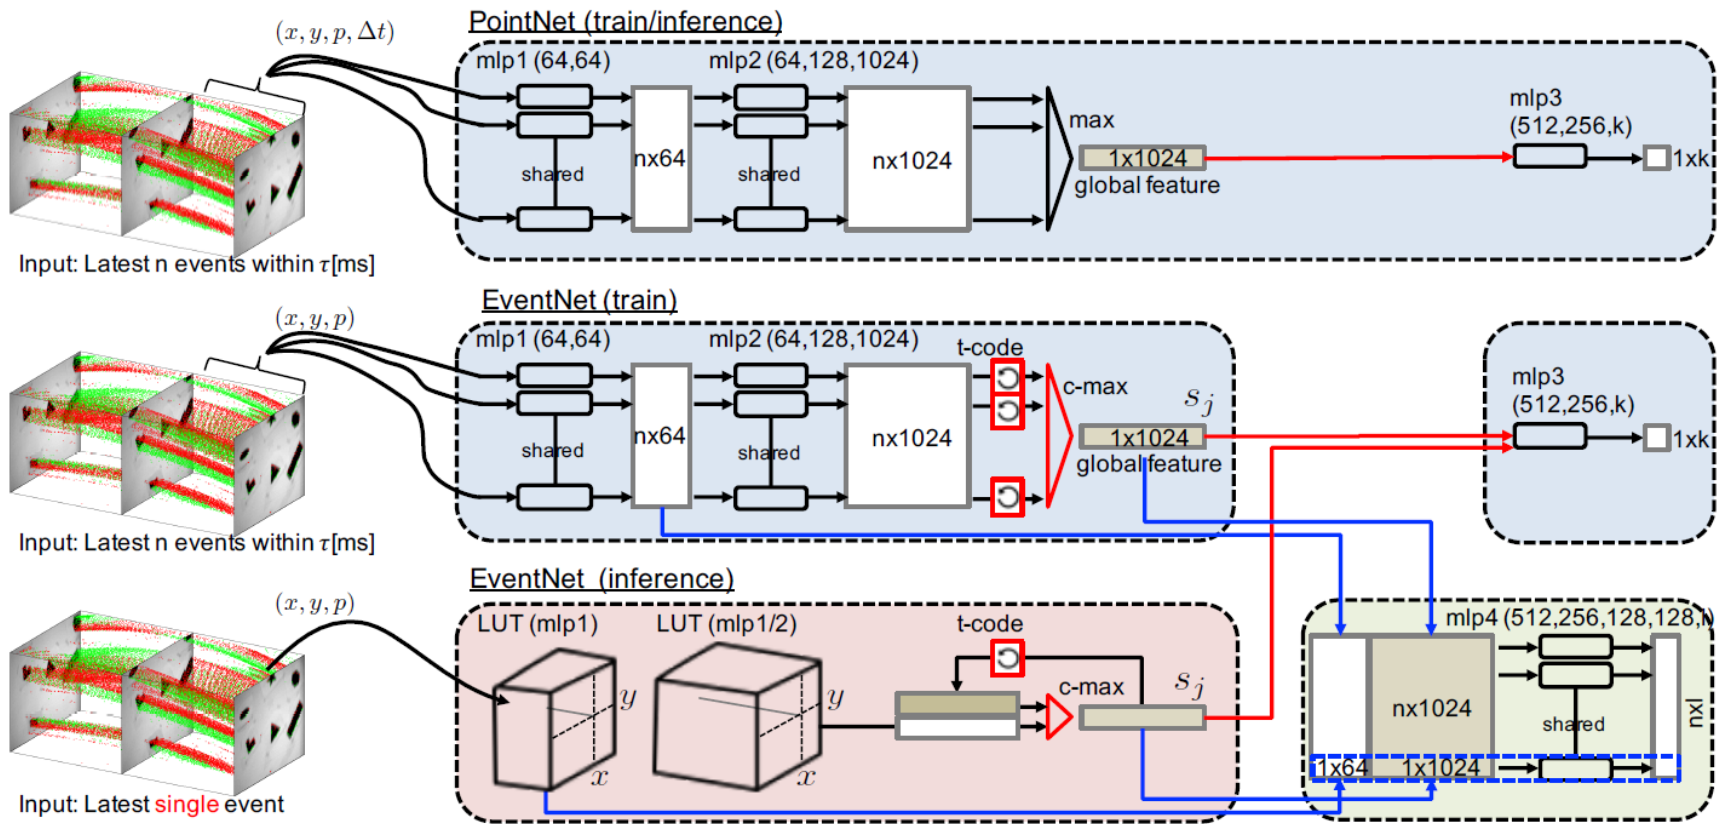 PointNet (train/inference)
(x, y, p, Δt)
mlp1 (64,64)
mlp2 (64,128,1024)
shared
nx64
shared
nx1024
max
1x1024
global feature
mlp3
(512,256,k)
1xk
Input: Latest n events within τ[ms]
EventNet (train)
(x, y, p)
mlp1 (64,64)
mlp2 (64,128,1024)
t-code
shared
nx64
shared
nx1024
c-max
s_j
1x1024
global feature
mlp3
(512,256,k)
1xk
Input: Latest n events within τ[ms]
EventNet (inference)
(x, y, p)
LUT (mlp1)
LUT (mlp1/2)
t-code
y
x
y
x
c-max
s_j
mlp4 (512,256,128,128,l)
nx1024
shared
nxl
1x64
1x1024
Input: Latest single event